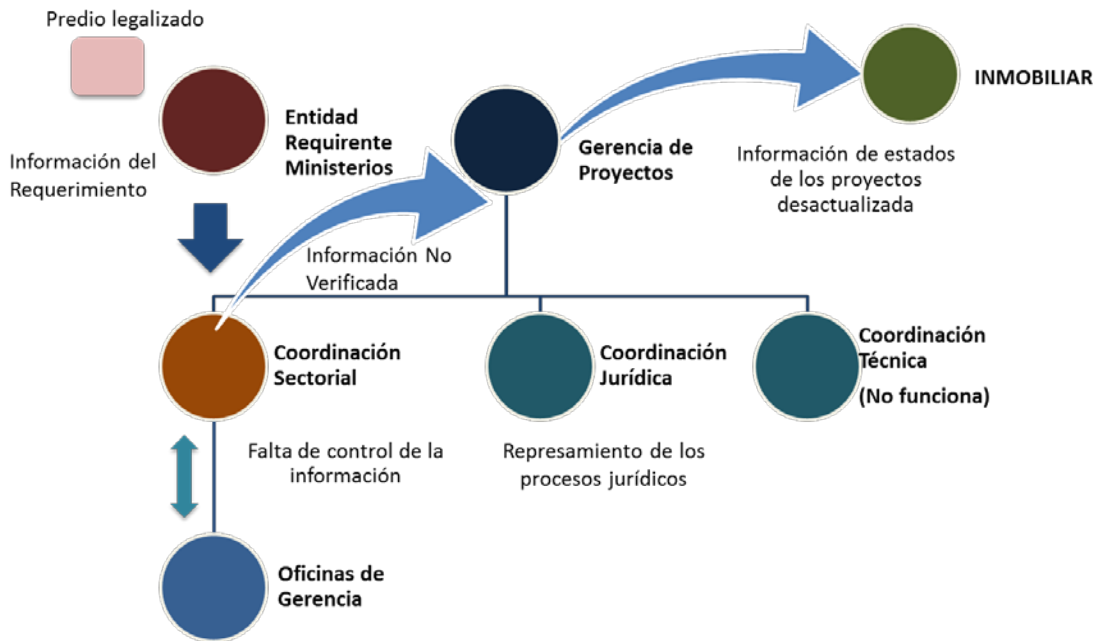 Predio legalizado
Entidad
Requirente
Ministerios
Información del
Requerimiento
Gerencia de
Proyectos
INMOBILIAR
Información de estados
de los proyectos
desactualizada
Información No
Verificada
Coordinación
Sectorial
Coordinación
Jurídica
Coordinación
Técnica
(No funciona)
Falta de control de la
información
Represamiento de los
procesos jurídicos
Oficinas de
Gerencia